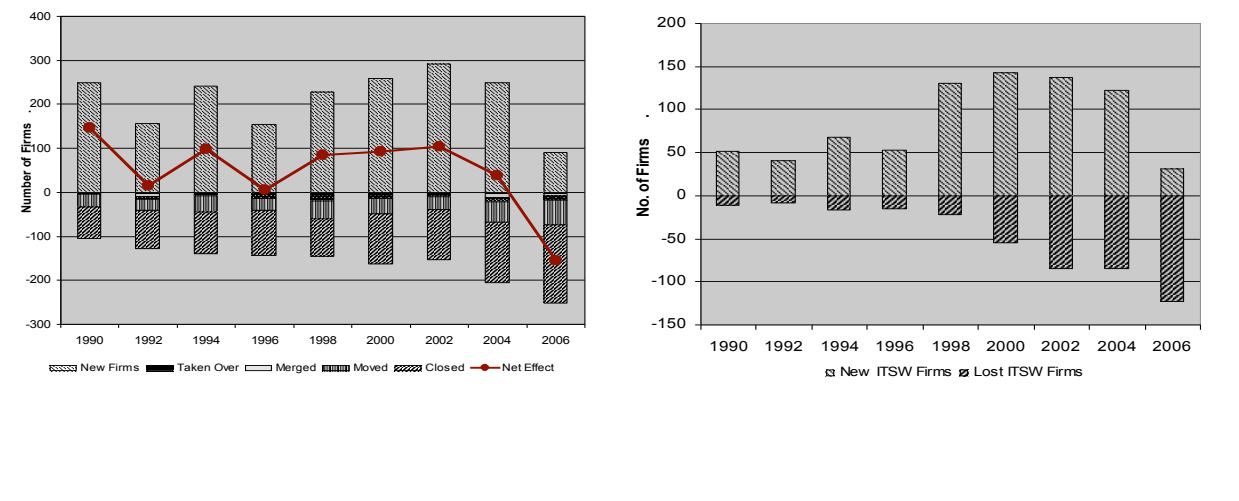 400
300
200
100
0
-100
-200
-300
Number of Firms .
1990 1992 1994 1996 1998 2000 2002 2004 2006
New Firms Taken Over Merged Moved Closed Net Effect
200
150
100
50
0
-50
-100
-150
No. of Firms .
1990 1992 1994 1996 1998 2000 2002 2004 2006
New ITSW Firms Lost ITSW Firms